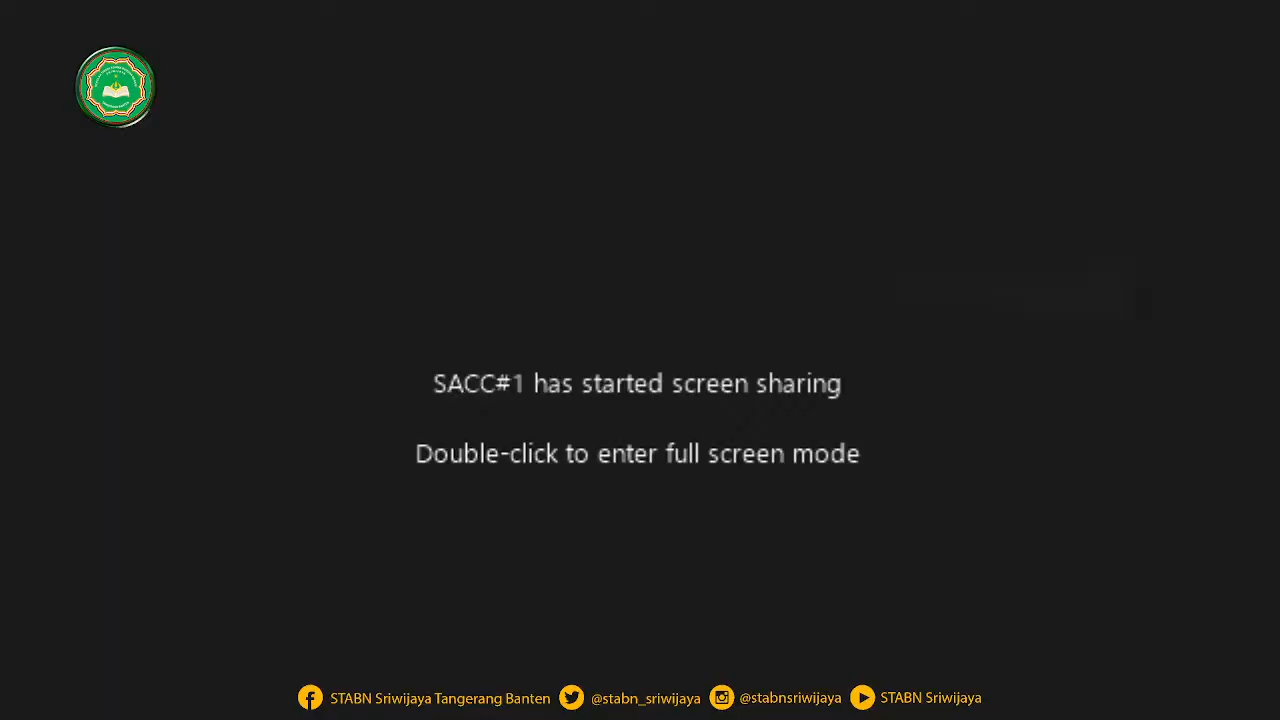 SACC#1 has started screen sharing
Double-click to enter full screen mode
STABN Sriwijaya Tangerang Banten @stabn_sriwijaya @stabnsriwijaya STABN Sriwijaya